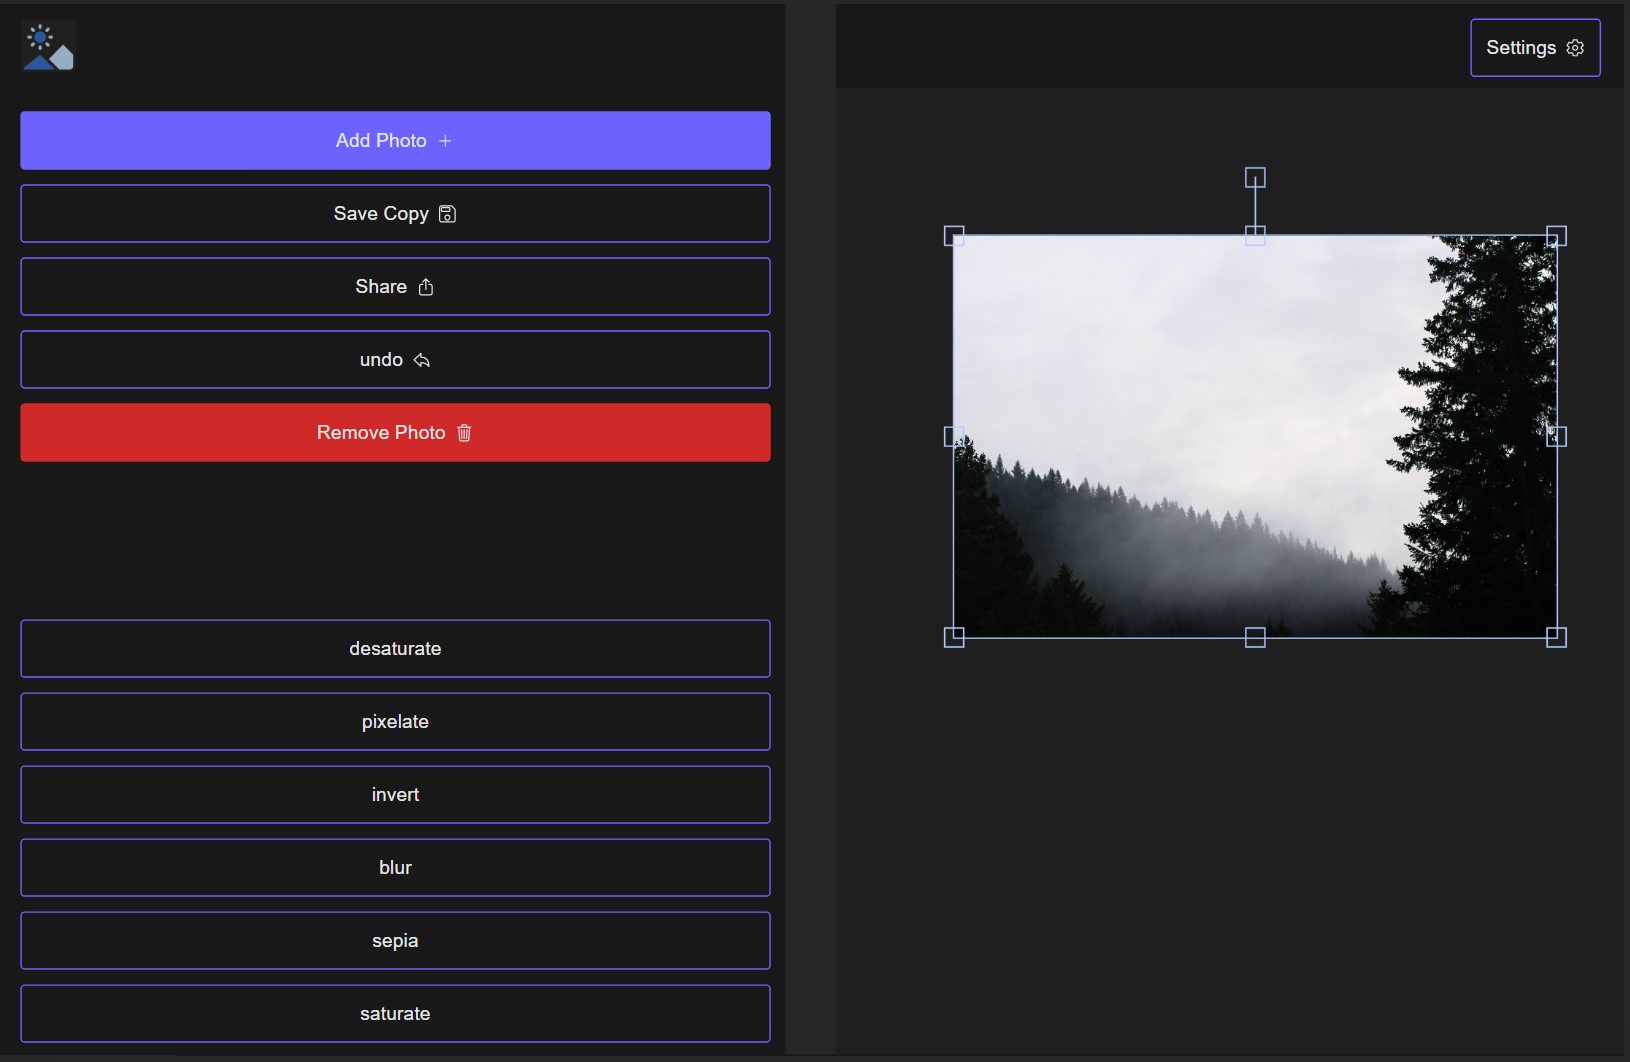 Settings
Add Photo
Save Copy
Share
undo
Remove Photo
desaturate
pixelate
invert
blur
sepia
saturate